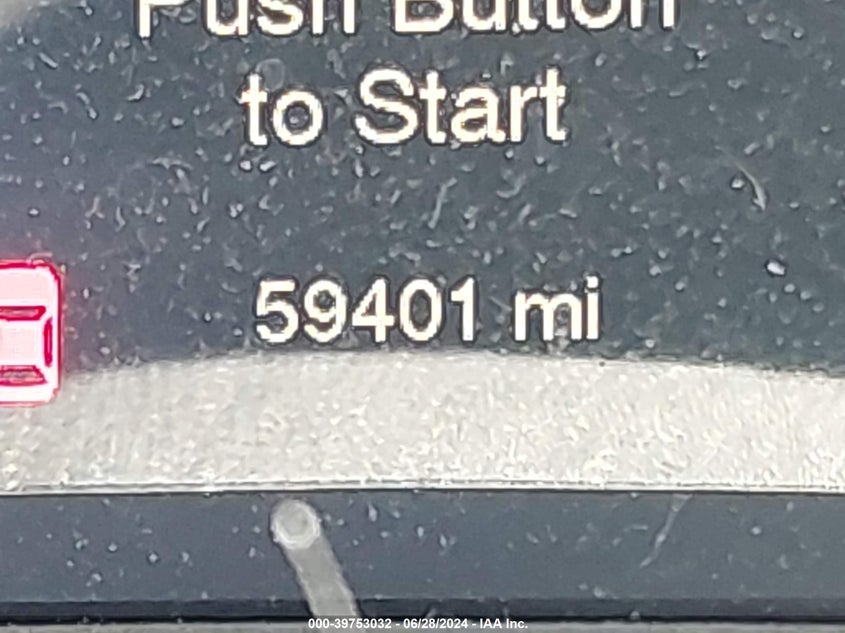 Push Button
to Start
59401 mi
000-39753032 - 06/28/2024 - IAA Inc.